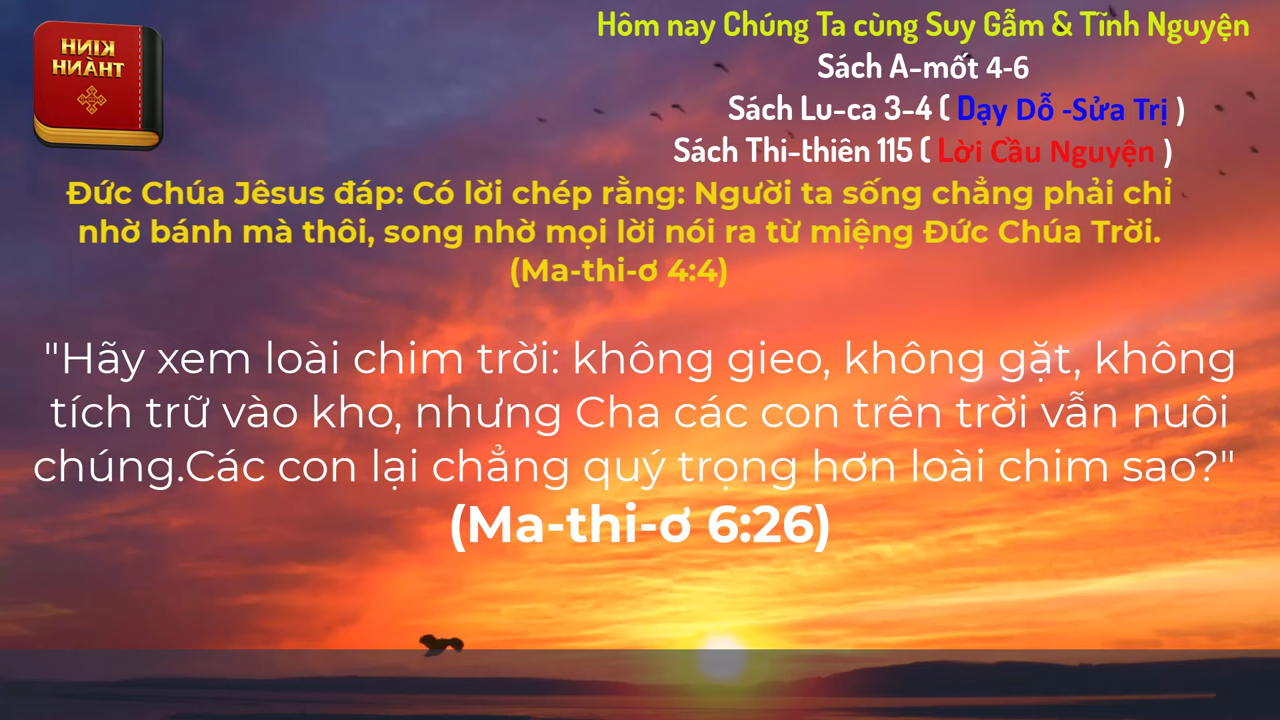 KINH
THÀNH
Hôm nay Chúng Ta cùng Suy Gẫm & Tĩnh Nguyện
Sách A-mốt 4-6
Sách Lu-ca 3-4 ( Dạy Dỗ -Sửa Trị )
Sách Thi-thiên 115 ( Lời Cầu Nguyện )
Đức Chúa Jêsus đáp: Có lời chép rằng: Người ta sống chẳng phải chỉ
nhờ bánh mà thôi, song nhờ mọi lời nói ra từ miệng Đức Chúa Trời.
(Ma-thi-ơ 4:4)
"Hãy xem loài chim trời: không gieo, không gặt, không
tích trữ vào kho, nhưng Cha các con trên trời vẫn nuôi
chúng.Các con lại chẳng quý trọng hơn loài chim sao?"
(Ma-thi-ơ 6:26)